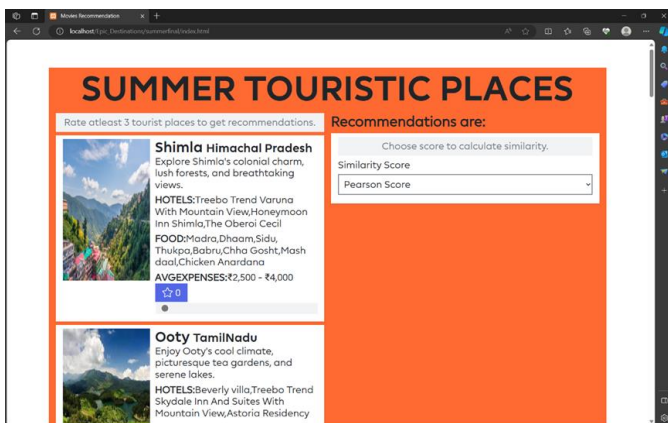 Movies Recommendation
localhost/Epic_Destinations/summerfinal/index.html
SUMMER TOURISTIC PLACES
Rate atleast 3 tourist places to get recommendations.
Shimla Himachal Pradesh
Explore Shimla's colonial charm,
lush forests, and breathtaking
views.
HOTELS:Treebo Trend Varuna
With Mountain View,Honeymoon
Inn Shimla,The Oberoi Cecil
FOOD:Madra,Dhaam,Sidu,
Thukpa,Babru,Chha Gosht,Mash
daal,Chicken Anardana
AVGEXPENSES:₹2,500 - ₹4,000
0
Ooty TamilNadu
Enjoy Ooty's cool climate,
picturesque tea gardens, and
serene lakes.
HOTELS:Beverly villa,Treebo Trend
Skydale Inn And Suites With
Mountain View,Astoria Residency
Recommendations are:
Choose score to calculate similarity.
Similarity Score
Pearson Score